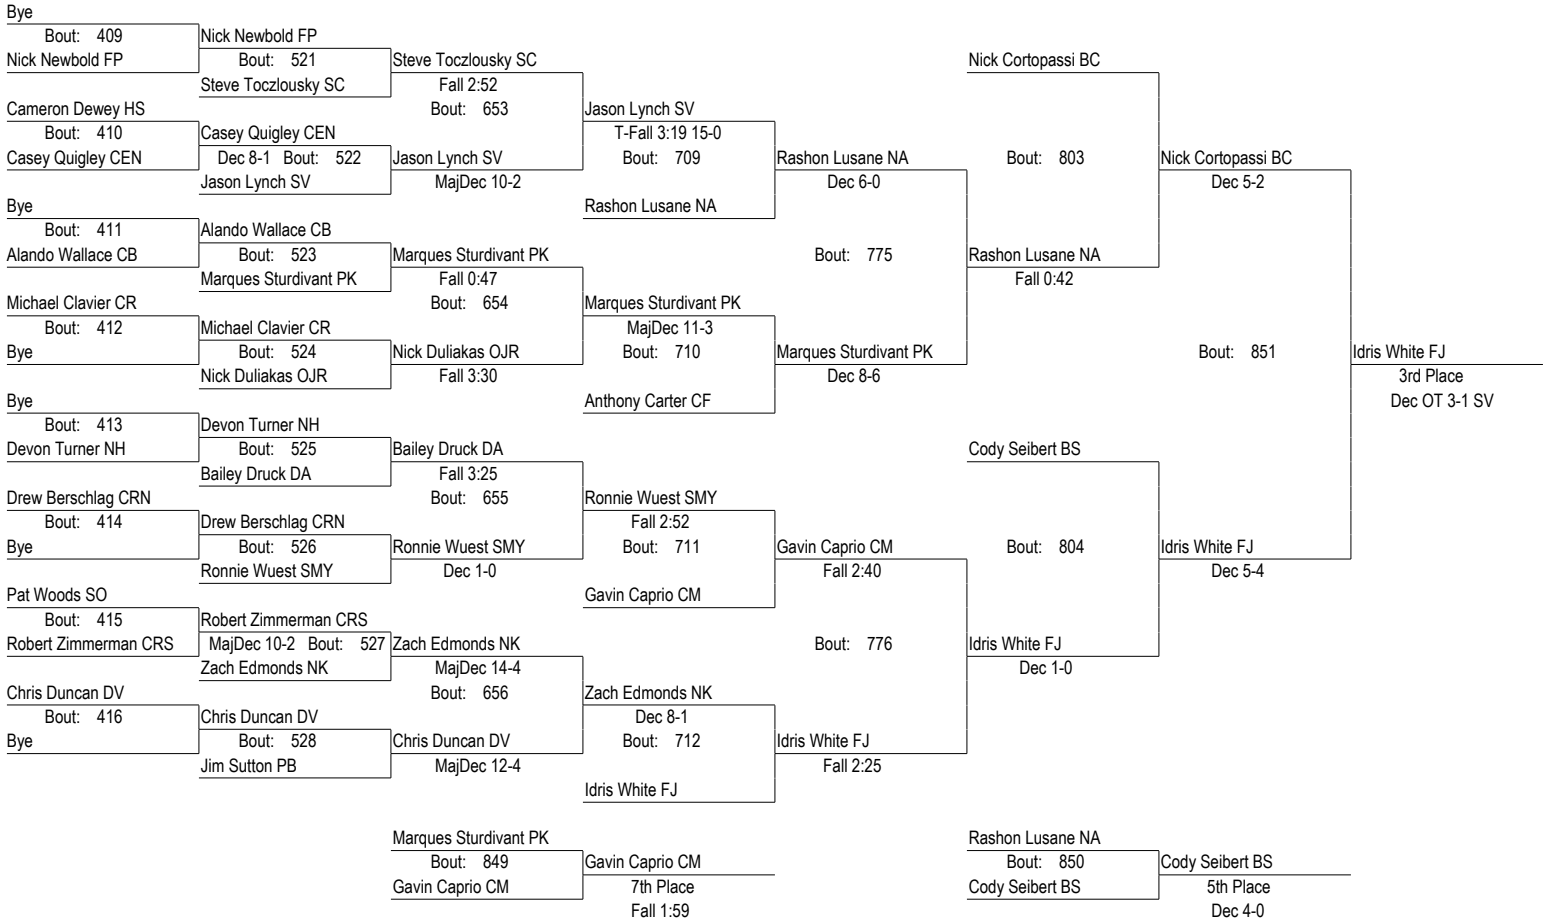 Bye
Bout: 409
Nick Newbold FP
Nick Newbold FP
Bout: 521
Steve Toczlousky SC
Steve Toczlousky SC
Fall 2:52
Bout: 653
Cameron Dewey HS
Bout: 410
Casey Quigley CEN
Casey Quigley CEN
Dec 8-1 Bout: 522
Jason Lynch SV
Jason Lynch SV
MajDec 10-2
Jason Lynch SV
T-Fall 3:19 15-0
Bout: 709
Rashon Lusane NA
Rashon Lusane NA
Dec 6-0
Bye
Bout: 411
Alando Wallace CB
Alando Wallace CB
Bout: 523
Marques Sturdivant PK
Marques Sturdivant PK
Fall 0:47
Bout: 654
Michael Clavier CR
Bout: 412
Bye
Michael Clavier CR
Bout: 524
Nick Duliakas OJR
Nick Duliakas OJR
Fall 3:30
Marques Sturdivant PK
MajDec 11-3
Bout: 710
Anthony Carter CF
Marques Sturdivant PK
Dec 8-6
Bout: 775
Rashon Lusane NA
Fall 0:42
Nick Cortopassi BC
Bout: 803
Nick Cortopassi BC
Dec 5-2
Bye
Bout: 413
Devon Turner NH
Devon Turner NH
Bout: 525
Bailey Druck DA
Bailey Druck DA
Fall 3:25
Bout: 655
Drew Berschlag CRN
Bout: 414
Bye
Drew Berschlag CRN
Bout: 526
Ronnie Wuest SMY
Ronnie Wuest SMY
Dec 1-0
Ronnie Wuest SMY
Fall 2:52
Bout: 711
Gavin Caprio CM
Gavin Caprio CM
Fall 2:40
Pat Woods SO
Bout: 415
Robert Zimmerman CRS
Robert Zimmerman CRS
MajDec 10-2 Bout: 527
Zach Edmonds NK
Zach Edmonds NK
MajDec 14-4
Bout: 656
Chris Duncan DV
Bout: 416
Bye
Chris Duncan DV
Bout: 528
Jim Sutton PB
Chris Duncan DV
MajDec 12-4
Zach Edmonds NK
Dec 8-1
Bout: 712
Idris White FJ
Idris White FJ
Fall 2:25
Bout: 776
Idris White FJ
Dec 1-0
Cody Seibert BS
Bout: 804
Idris White FJ
Dec 5-4
Bout: 851
Idris White FJ
3rd Place
Dec OT 3-1 SV
Marques Sturdivant PK
Bout: 849
Gavin Caprio CM
Gavin Caprio CM
7th Place
Fall 1:59
Rashon Lusane NA
Bout: 850
Cody Seibert BS
Cody Seibert BS
5th Place
Dec 4-0